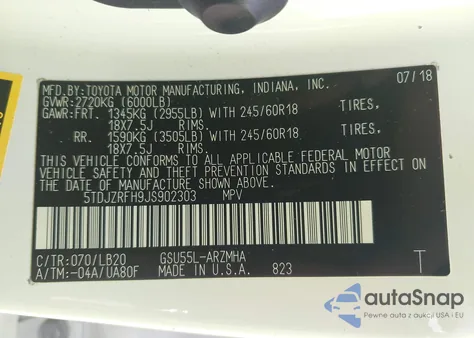 MFD.BY:TOYOTA MOTOR MANUFACTURING, INDIANA, INC. 07/18
GVWR:2720KG (6000LB)
GAWR:FRT. 1345KG (2955LB) WITH 245/60R18 TIRES,
18X7.5J RIMS.
RR. 1590KG (3505LB) WITH 245/60R18 TIRES,
18X7.5J RIMS.
THIS VEHICLE CONFORMS TO ALL APPLICABLE FEDERAL MOTOR
VEHICLE SAFETY AND THEFT PREVENTION STANDARDS IN EFFECT
ON THE DATE OF MANUFACTURE SHOWN ABOVE.
5TDJZRFH9JS902303 MPV
C/TR:070/LB20 GSU55L-ARZMHA
A/TM:-04A/UA80F MADE IN U.S.A. 823 T
autoSnap
Pewne auta z aukcji USA i EU